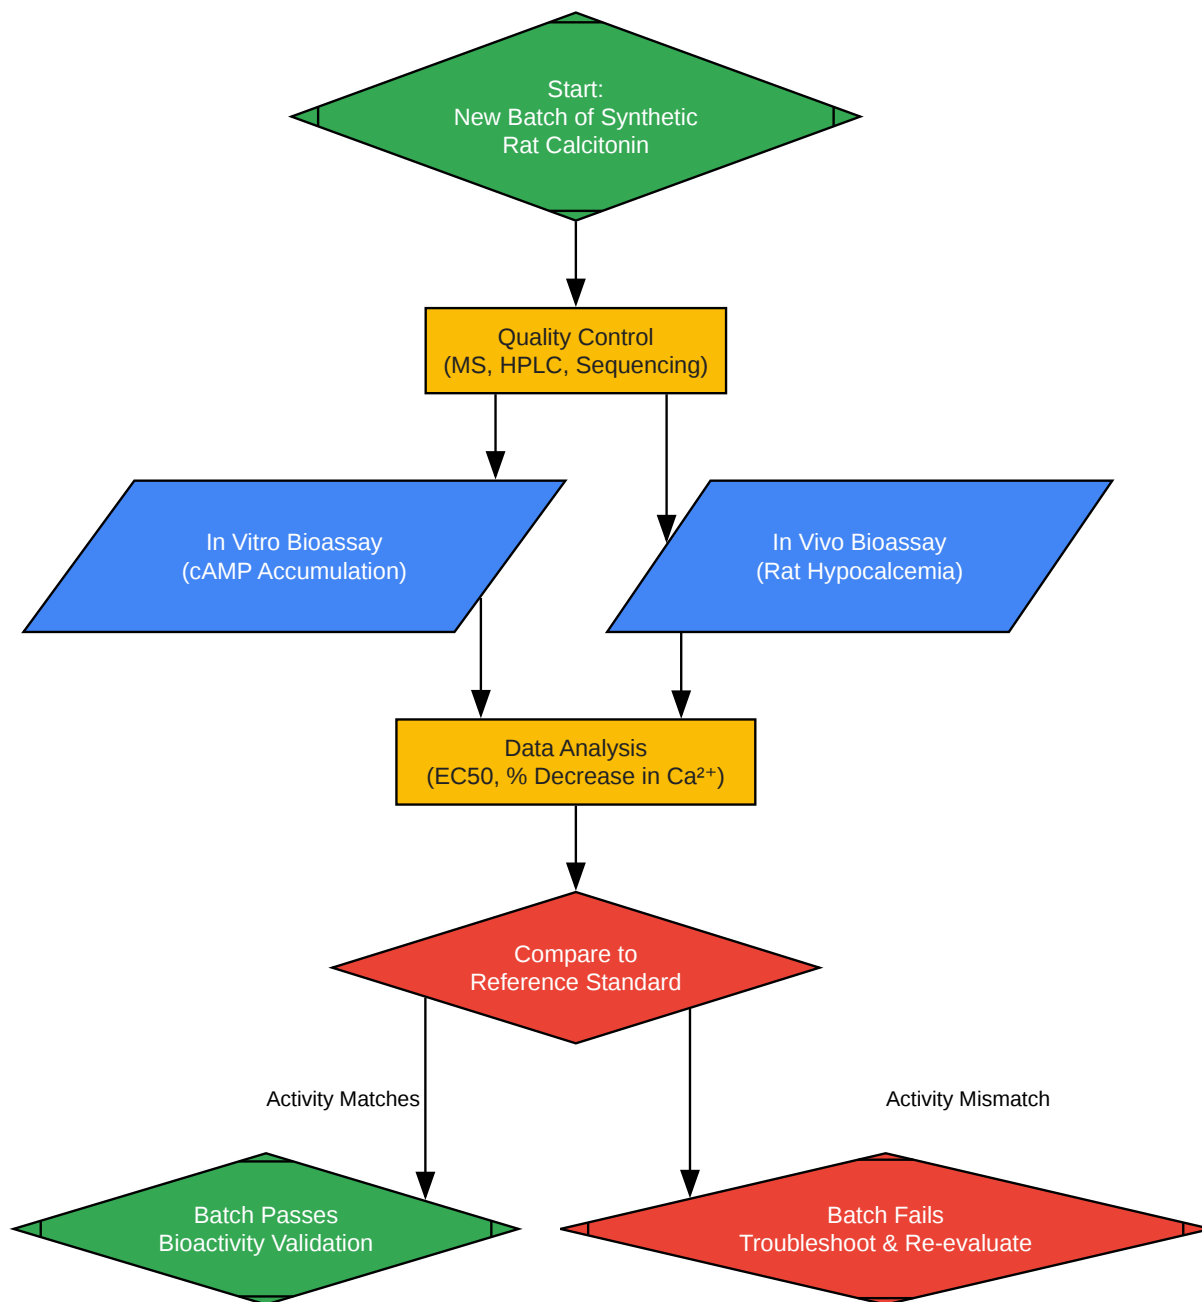 Start:
New Batch of Synthetic
Rat Calcitonin
Quality Control
(MS, HPLC, Sequencing)
In Vitro Bioassay
(cAMP Accumulation)
In Vivo Bioassay
(Rat Hypocalcemia)
Data Analysis
(EC50, % Decrease in Ca²⁺)
Compare to
Reference Standard
Activity Matches
Activity Mismatch
Batch Passes
Bioactivity Validation
Batch Fails
Troubleshoot & Re-evaluate